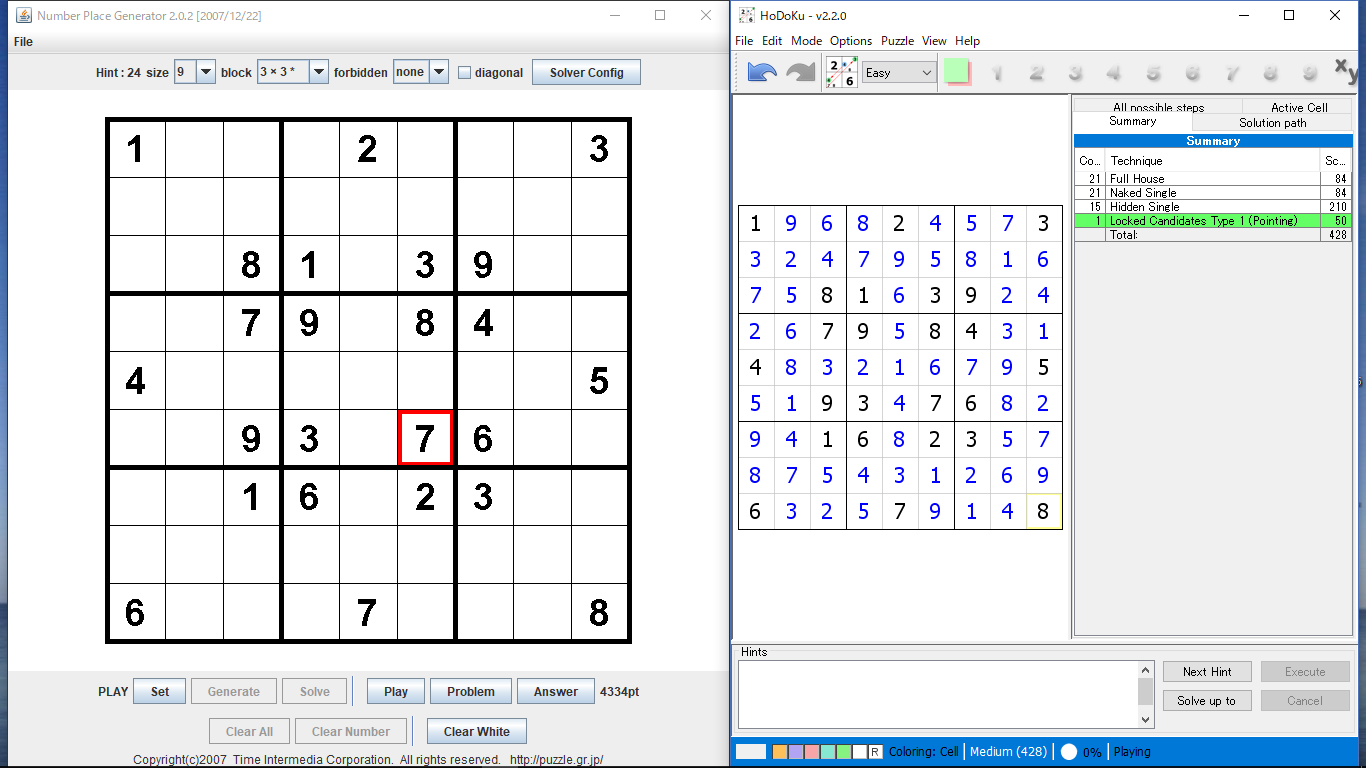 Number Place Generator 2.0.2 [2007/12/22]
File
Hint : 24 size 9 block 3 × 3 * forbidden none diagonal Solver Config
1 2 3
8 1 3 9
7 9 8 4
4 5
9 3 7 6
1 6 2 3
6 7 8
PLAY Set Generate Solve Play Problem Answer 4334pt
Clear All Clear Number Clear White
Copyright(c)2007 Time Intermedia Corporation. All rights reserved. http://puzzle.gr.jp/
HoDoKu - v2.2.0
File Edit Mode Options Puzzle View Help
2 6 Easy 1 2 3 4 5 6 7 8 9 xy
1 9 6 8 2 4 5 7 3
3 2 4 7 9 5 8 1 6
7 5 8 1 6 3 9 2 4
2 6 7 9 5 8 4 3 1
4 8 3 2 1 6 7 9 5
5 1 9 3 4 7 6 8 2
9 4 1 6 8 2 3 5 7
8 7 5 4 3 1 2 6 9
6 3 2 5 7 9 1 4 8
All possible steps Active Cell
Summary Solution path
Summary
Co... Technique Sc...
21 Full House 84
21 Naked Single 84
15 Hidden Single 210
1 Locked Candidates Type 1 (Pointing) 50
Total: 428
Hints
Next Hint Execute
Solve up to Cancel
R Coloring: Cell Medium (428) 0% Playing